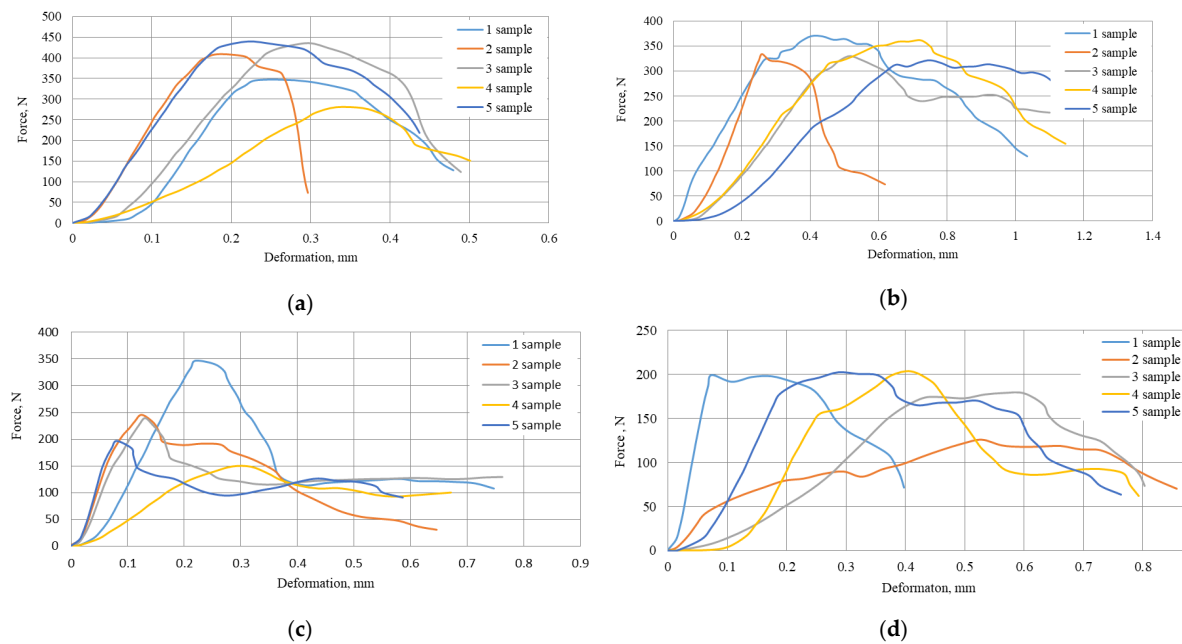 500
450
400
350
300
250
200
150
100
50
0
Force, N
0
0.1
0.2
0.3
0.4
0.5
0.6
Deformation, mm
1 sample
2 sample
3 sample
4 sample
5 sample
(a)
400
350
300
250
200
150
100
50
0
Force, N
0
0.2
0.4
0.6
0.8
1
1.2
1.4
Deformation, mm
1 sample
2 sample
3 sample
4 sample
5 sample
(b)
400
350
300
250
200
150
100
50
0
Force, N
0
0.1
0.2
0.3
0.4
0.5
0.6
0.7
0.8
0.9
Deformation, mm
1 sample
2 sample
3 sample
4 sample
5 sample
(c)
250
200
150
100
50
0
Force , N
0
0.1
0.2
0.3
0.4
0.5
0.6
0.7
0.8
Deformaton, mm
1 sample
2 sample
3 sample
4 sample
5 sample
(d)